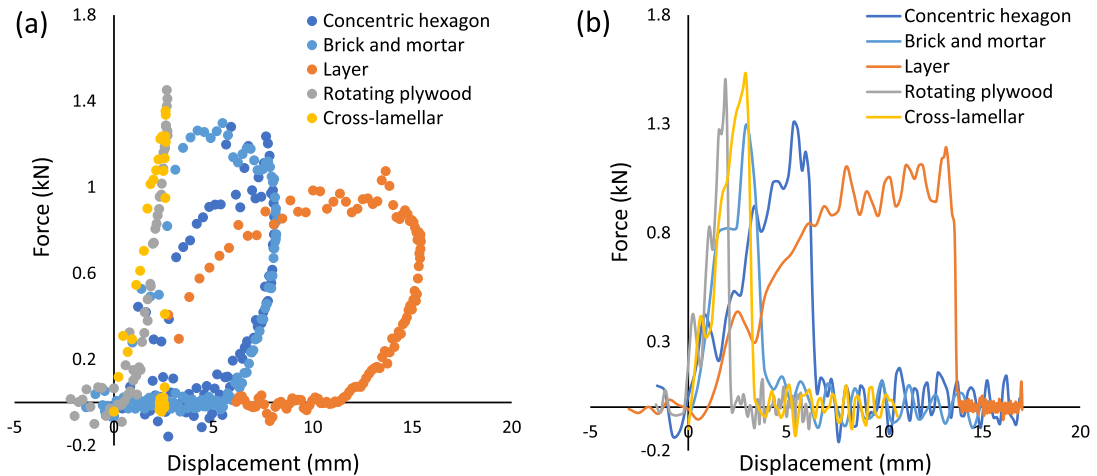 (a)
1.8
Concentric hexagon
Brick and mortar
Layer
Rotating plywood
Cross-lamellar
1.4
1
0.6
0.2
-0.2
Force (kN)
-5
0
5
10
15
20
Displacement (mm)
(b)
1.8
Concentric hexagon
Brick and mortar
Layer
Rotating plywood
Cross-lamellar
1.3
0.8
0.3
-0.2
Force (kN)
-5
0
5
10
15
20
Displacement (mm)